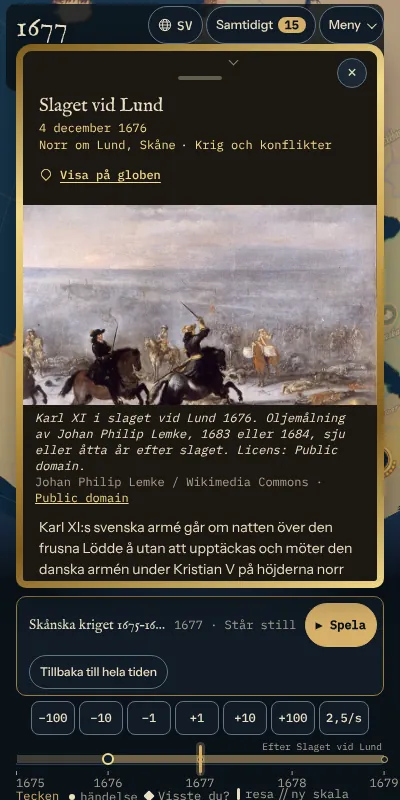 1677
SV
Samtidigt 15
Meny
×
Slaget vid Lund
4 december 1676
Norr om Lund, Skåne · Krig och konflikter
Visa på globen
Karl XI i slaget vid Lund 1676. Oljemålning
av Johan Philip Lemke, 1683 eller 1684, sju
eller åtta år efter slaget. Licens: Public
domain.
Johan Philip Lemke / Wikimedia Commons ·
Public domain
Karl XI:s svenska armé går om natten över den
frusna Lödde å utan att upptäckas och möter den
danska armén under Kristian V på höjderna norr
Skånska kriget 1675–16… 1677 · Står still ▶ Spela
Tillbaka till hela tiden
−100 −10 −1 +1 +10 +100 2,5/s
Efter Slaget vid Lund
1675 1676 1677 1678 1679
Tecken händelse Visste du? resa // ny skala